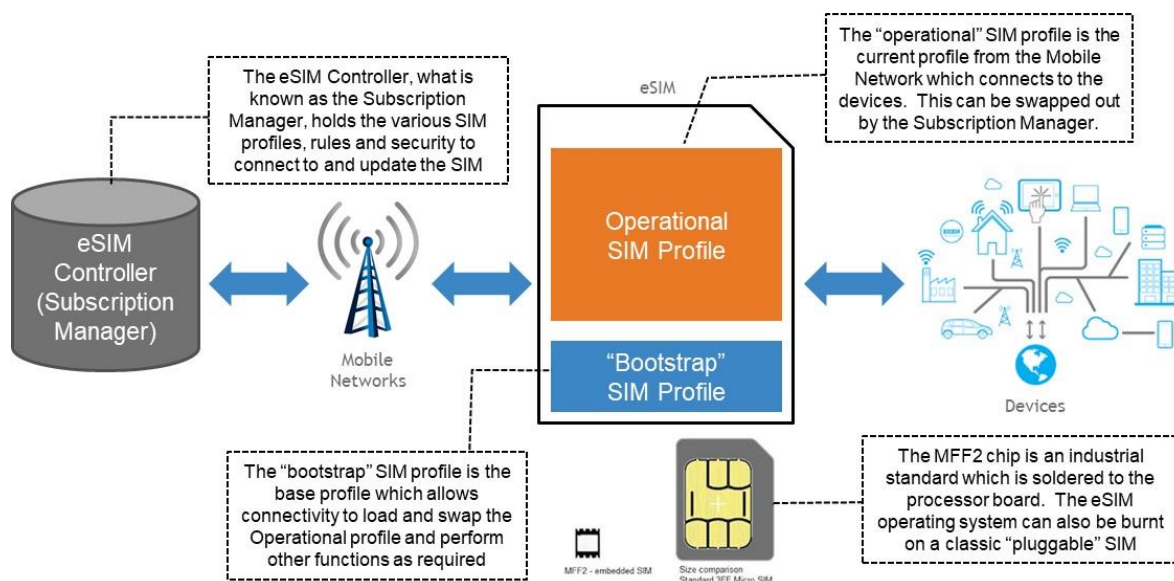 The eSIM Controller, what is
known as the Subscription
Manager, holds the various SIM
profiles, rules and security to
connect to and update the SIM
The “operational” SIM profile is the
current profile from the Mobile
Network which connects to the
devices. This can be swapped out
by the Subscription Manager.
eSIM
eSIM
Controller
(Subscription
Manager)
Mobile
Networks
Operational
SIM Profile
“Bootstrap”
SIM Profile
Devices
The “bootstrap” SIM profile is the
base profile which allows
connectivity to load and swap the
Operational profile and perform
other functions as required
MFF2 - embedded SIM
Size comparison
Standard 3FF Micro SIM
The MFF2 chip is an industrial
standard which is soldered to the
processor board. The eSIM
operating system can also be burnt
on a classic “pluggable” SIM